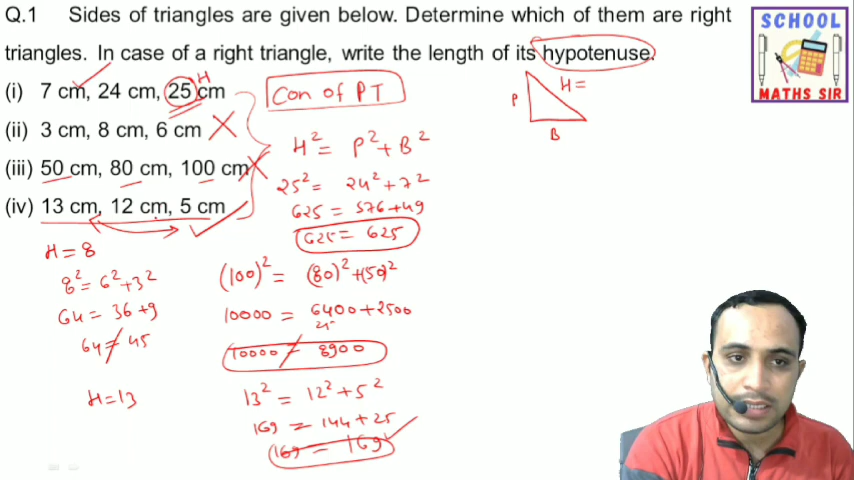 Q.1 Sides of triangles are given below. Determine which of them are right
triangles. In case of a right triangle, write the length of its hypotenuse.
(i) 7 cm, 24 cm, 25 cm H
(ii) 3 cm, 8 cm, 6 cm
(iii) 50 cm, 80 cm, 100 cm
(iv) 13 cm, 12 cm, 5 cm
H = 8
8² = 6² + 3²
64 = 36 + 9
64 ≠ 45
H = 13
Con of PT
H² = P² + B²
25² = 24² + 7²
625 = 576 + 49
625 = 625
(100)² = (80)² + (50)²
10000 = 6400 + 2500
10000 ≠ 8900
13² = 12² + 5²
169 = 144 + 25
169 = 169
H =
P
B
SCHOOL
MATHS SIR